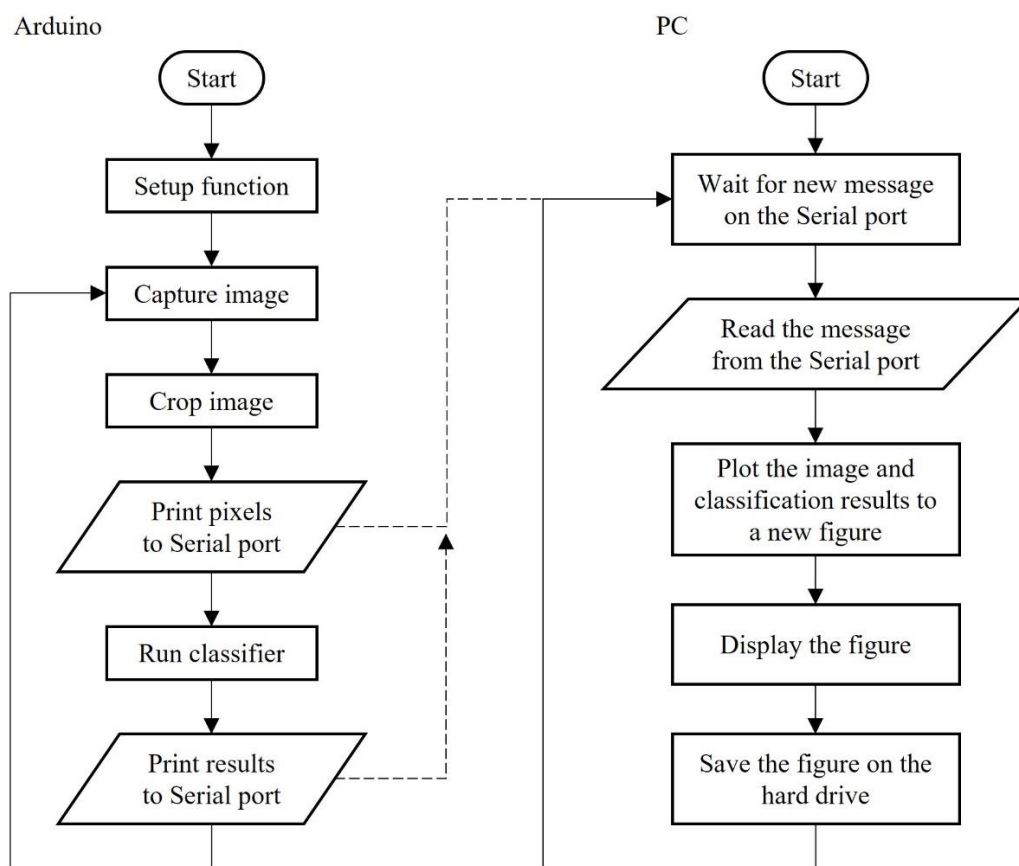 Arduino
Start
Setup function
Capture image
Crop image
Print pixels
to Serial port
Run classifier
Print results
to Serial port
PC
Start
Wait for new message
on the Serial port
Read the message
from the Serial port
Plot the image and
classification results to
a new figure
Display the figure
Save the figure on the
hard drive